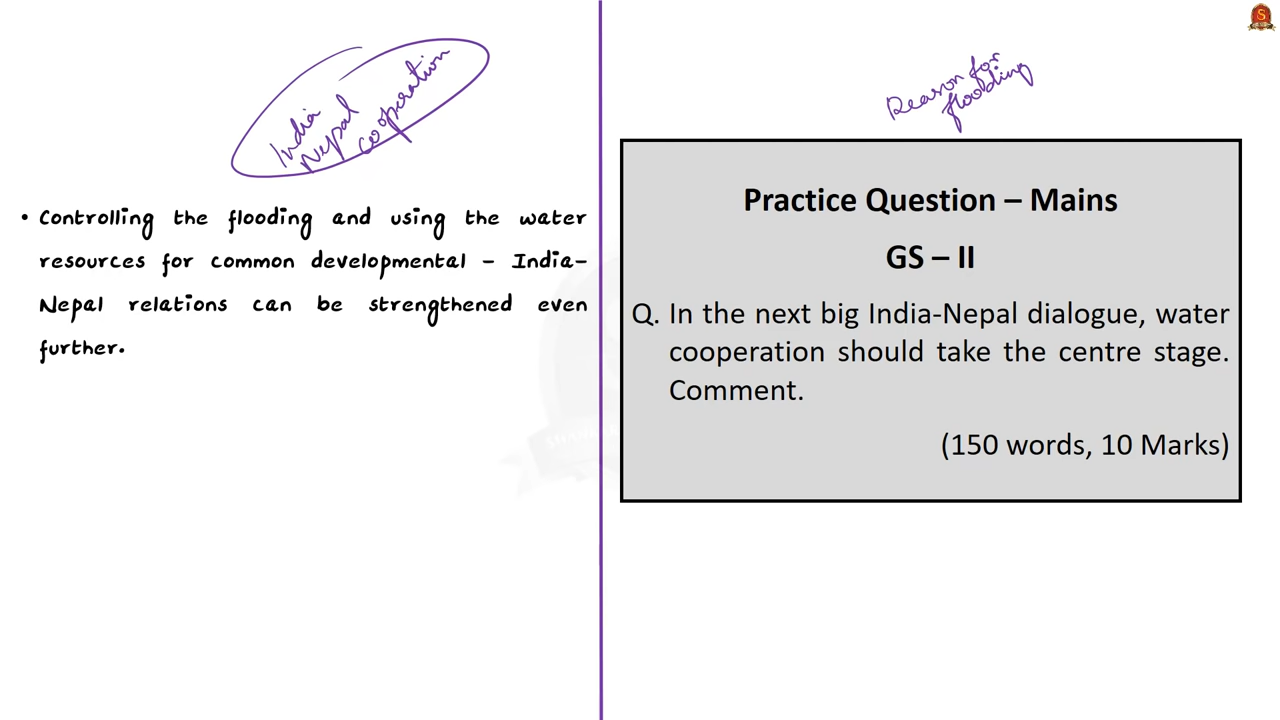 India
Nepal
cooperation
• Controlling the flooding and using the water
resources for common developmental – India-
Nepal relations can be strengthened even
further.
Reason for
flooding
Practice Question – Mains
GS – II
Q. In the next big India-Nepal dialogue, water
cooperation should take the centre stage.
Comment.
(150 words, 10 Marks)